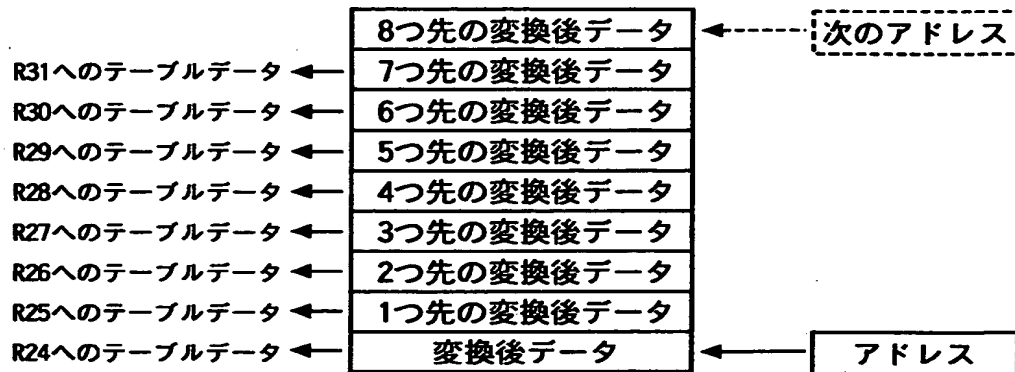 8つ先の変換後データ 次のアドレス
R31へのテーブルデータ 7つ先の変換後データ
R30へのテーブルデータ 6つ先の変換後データ
R29へのテーブルデータ 5つ先の変換後データ
R28へのテーブルデータ 4つ先の変換後データ
R27へのテーブルデータ 3つ先の変換後データ
R26へのテーブルデータ 2つ先の変換後データ
R25へのテーブルデータ 1つ先の変換後データ
R24へのテーブルデータ 変換後データ アドレス